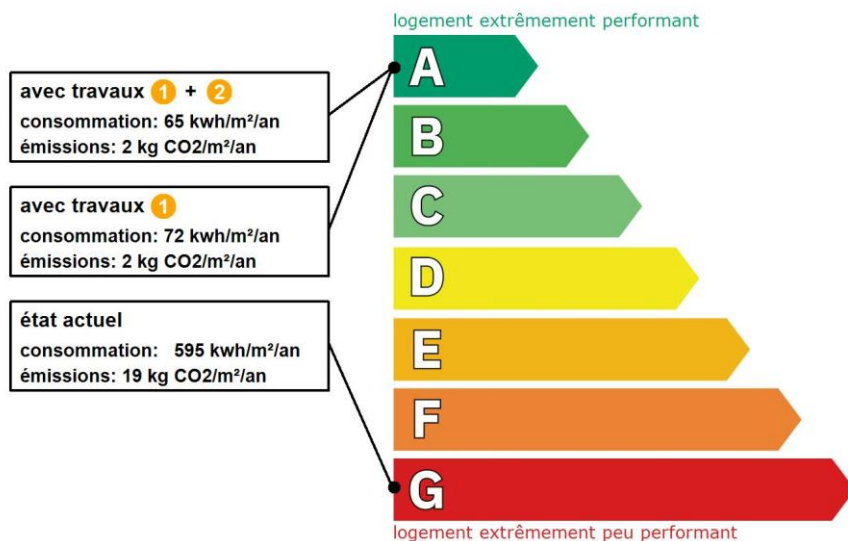 logement extrêmement performant
A
avec travaux 1 + 2
consommation: 65 kwh/m²/an
émissions: 2 kg CO2/m²/an
B
avec travaux 1
consommation: 72 kwh/m²/an
émissions: 2 kg CO2/m²/an
C
D
état actuel
consommation: 595 kwh/m²/an
émissions: 19 kg CO2/m²/an
E
F
G
logement extrêmement peu performant